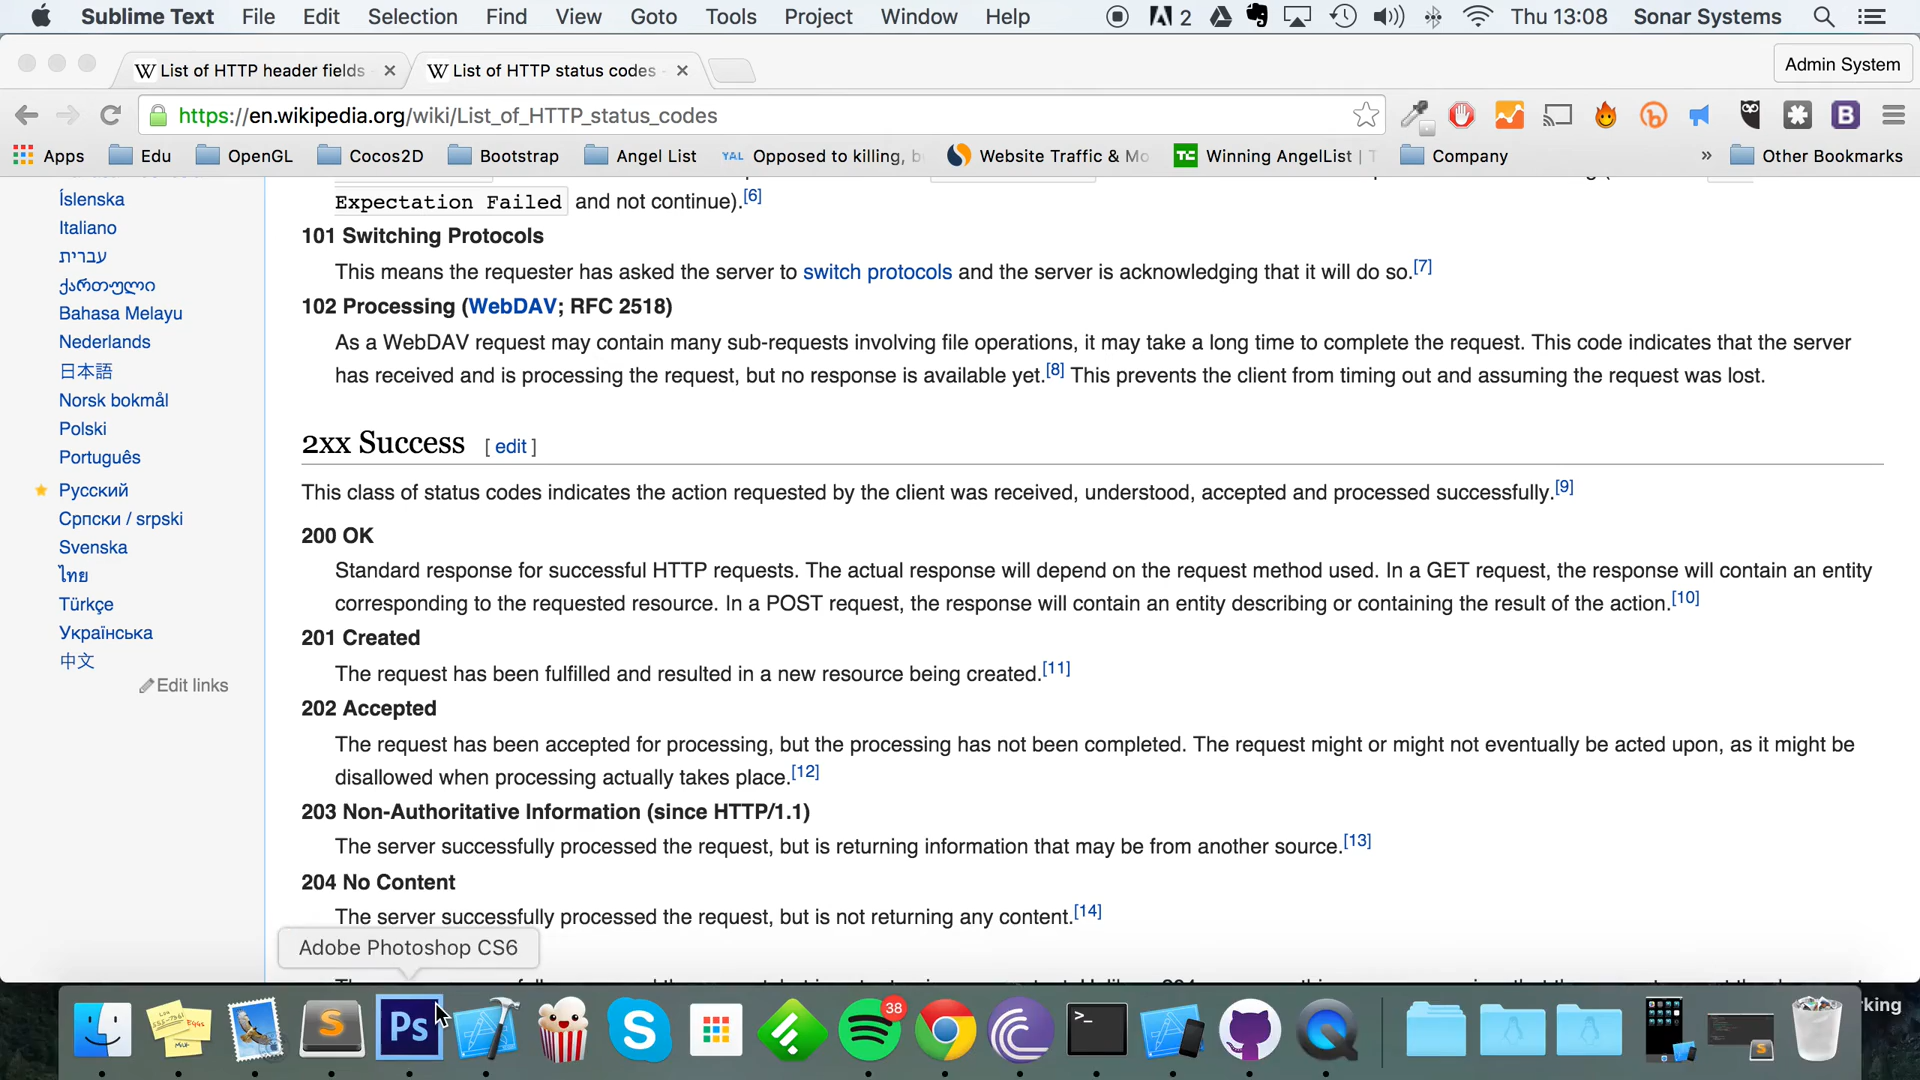 Sublime Text File Edit Selection Find View Goto Tools Project Window Help 2 Thu 13:08 Sonar Systems
List of HTTP header fields - List of HTTP status codes - Admin System
https://en.wikipedia.org/wiki/List_of_HTTP_status_codes
Apps Edu OpenGL Cocos2D Bootstrap Angel List YAL Opposed to killing, b Website Traffic & Mo TC Winning AngelList | T Company » Other Bookmarks
Íslenska
Italiano
עברית
ქართული
Bahasa Melayu
Nederlands
日本語
Norsk bokmål
Polski
Português
Русский
Српски / srpski
Svenska
ไทย
Türkçe
Українська
中文
Edit links
Expectation Failed and not continue).[6]
101 Switching Protocols
This means the requester has asked the server to switch protocols and the server is acknowledging that it will do so.[7]
102 Processing (WebDAV; RFC 2518)
As a WebDAV request may contain many sub-requests involving file operations, it may take a long time to complete the request. This code indicates that the server
has received and is processing the request, but no response is available yet.[8] This prevents the client from timing out and assuming the request was lost.
2xx Success [ edit ]
This class of status codes indicates the action requested by the client was received, understood, accepted and processed successfully.[9]
200 OK
Standard response for successful HTTP requests. The actual response will depend on the request method used. In a GET request, the response will contain an entity
corresponding to the requested resource. In a POST request, the response will contain an entity describing or containing the result of the action.[10]
201 Created
The request has been fulfilled and resulted in a new resource being created.[11]
202 Accepted
The request has been accepted for processing, but the processing has not been completed. The request might or might not eventually be acted upon, as it might be
disallowed when processing actually takes place.[12]
203 Non-Authoritative Information (since HTTP/1.1)
The server successfully processed the request, but is returning information that may be from another source.[13]
204 No Content
The server successfully processed the request, but is not returning any content.[14]
Adobe Photoshop CS6
Ps
38
rking